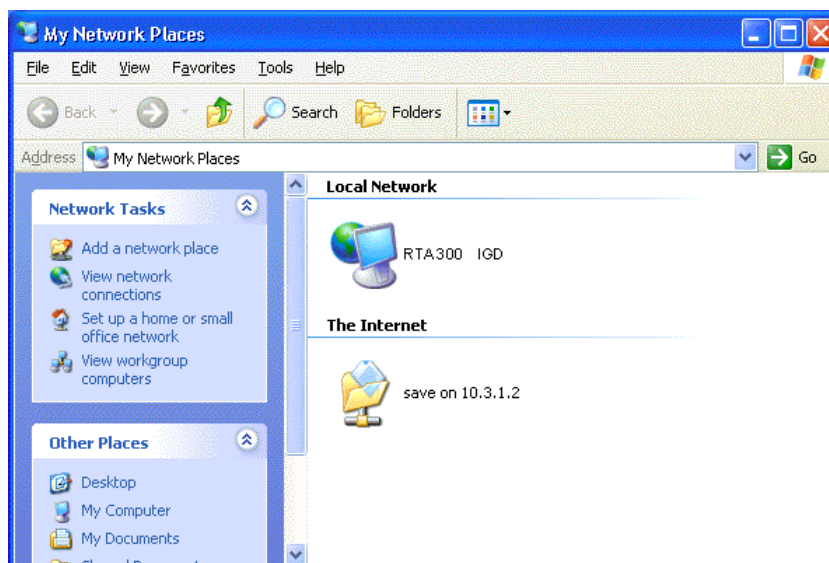 My Network Places
File Edit View Favorites Tools Help
Back Search Folders
Address My Network Places Go
Network Tasks
Add a network place
View network
connections
Set up a home or small
office network
View workgroup
computers
Other Places
Desktop
My Computer
My Documents
Local Network
RTA300 IGD
The Internet
save on 10.3.1.2